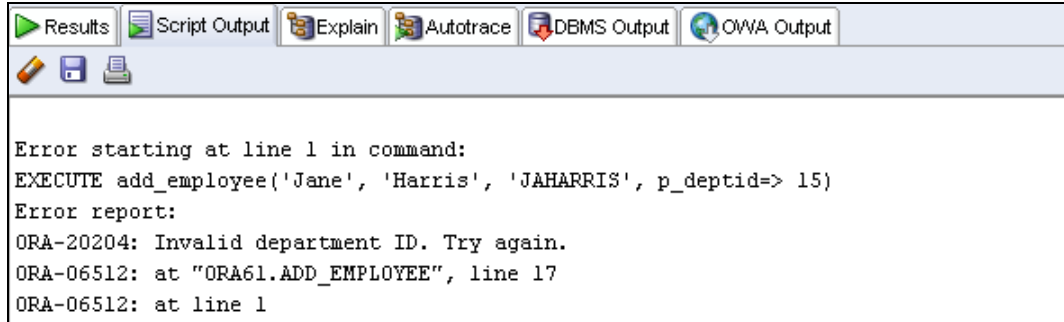 Results Script Output Explain Autotrace DBMS Output OWA Output
Error starting at line 1 in command:
EXECUTE add_employee('Jane', 'Harris', 'JAHARRIS', p_deptid=> 15)
Error report:
ORA-20204: Invalid department ID. Try again.
ORA-06512: at "ORA61.ADD_EMPLOYEE", line 17
ORA-06512: at line 1